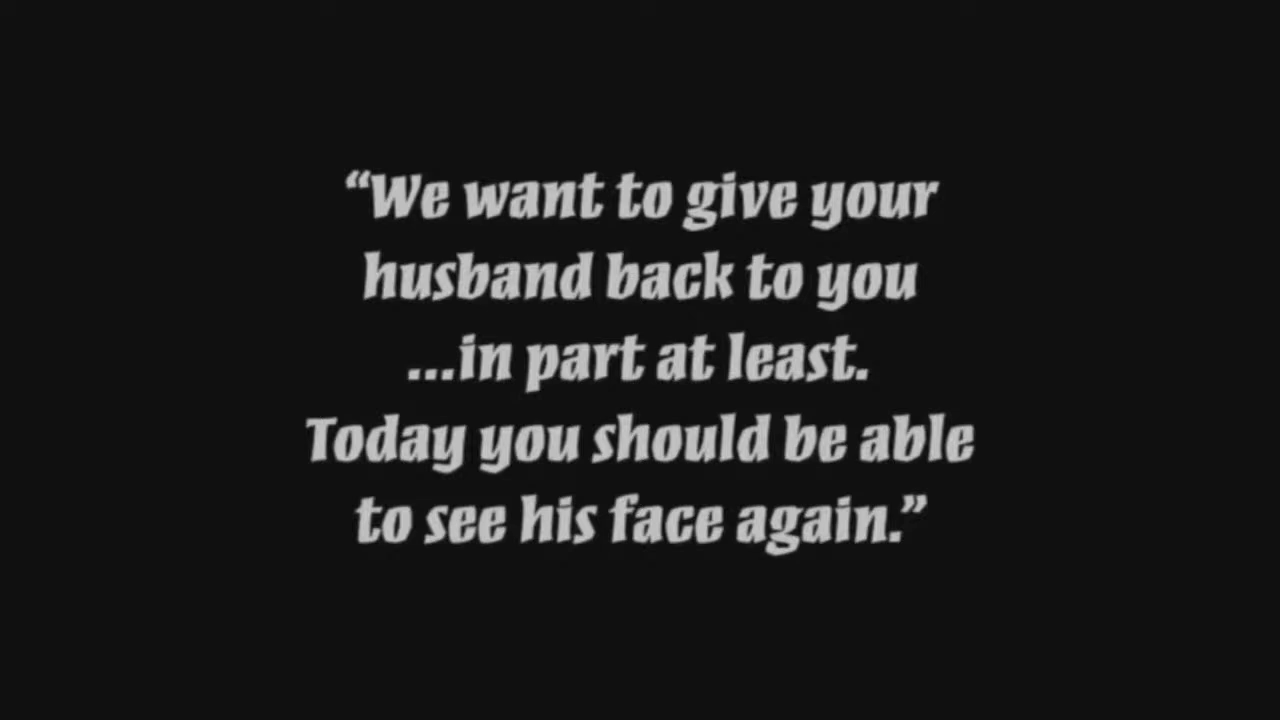 “We want to give your
husband back to you
...in part at least.
Today you should be able
to see his face again.”